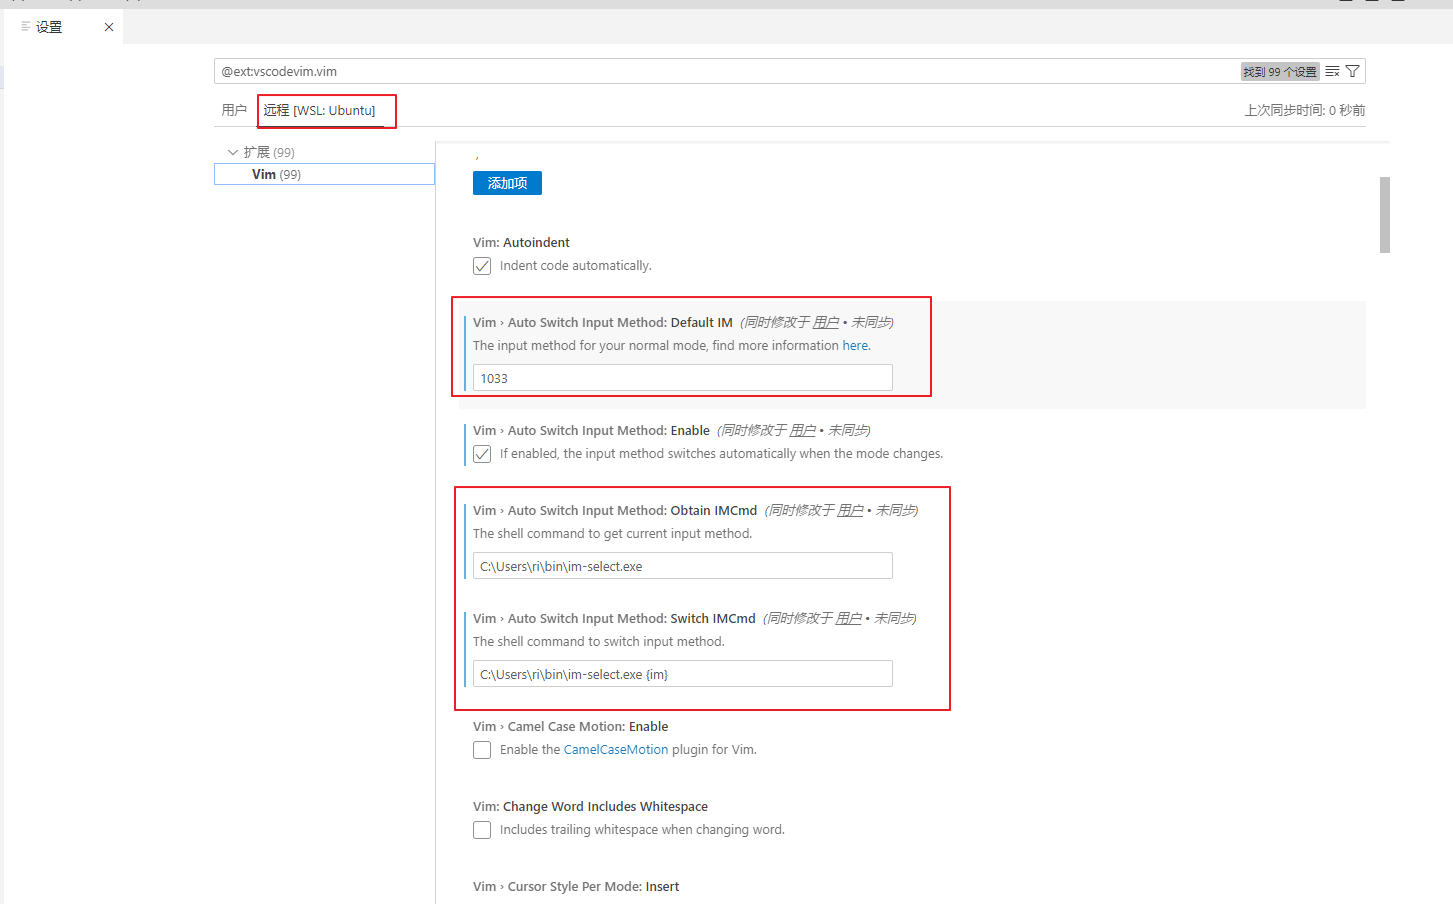 设置
@ext:vscodevim.vim
找到 99 个设置
用户
远程 [WSL: Ubuntu]
上次同步时间: 0 秒前
扩展 (99)
Vim (99)
添加项
Vim: Autoindent
Indent code automatically.
Vim › Auto Switch Input Method: Default IM (同时修改于 用户 • 未同步)
The input method for your normal mode, find more information here.
1033
Vim › Auto Switch Input Method: Enable (同时修改于 用户 • 未同步)
If enabled, the input method switches automatically when the mode changes.
Vim › Auto Switch Input Method: Obtain IMCmd (同时修改于 用户 • 未同步)
The shell command to get current input method.
C:\Users\ri\bin\im-select.exe
Vim › Auto Switch Input Method: Switch IMCmd (同时修改于 用户 • 未同步)
The shell command to switch input method.
C:\Users\ri\bin\im-select.exe {im}
Vim › Camel Case Motion: Enable
Enable the CamelCaseMotion plugin for Vim.
Vim: Change Word Includes Whitespace
Includes trailing whitespace when changing word.
Vim › Cursor Style Per Mode: Insert